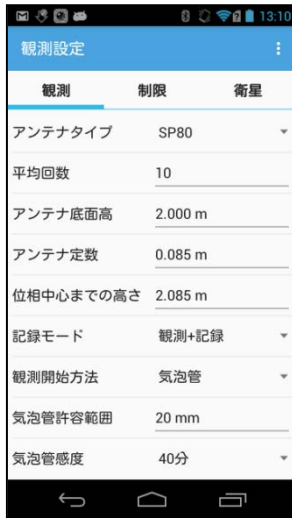 13:10
観測設定
観測 制限 衛星
アンテナタイプ SP80
平均回数 10
アンテナ底面高 2.000 m
アンテナ定数 0.085 m
位相中心までの高さ 2.085 m
記録モード 観測+記録
観測開始方法 気泡管
気泡管許容範囲 20 mm
気泡管感度 40分